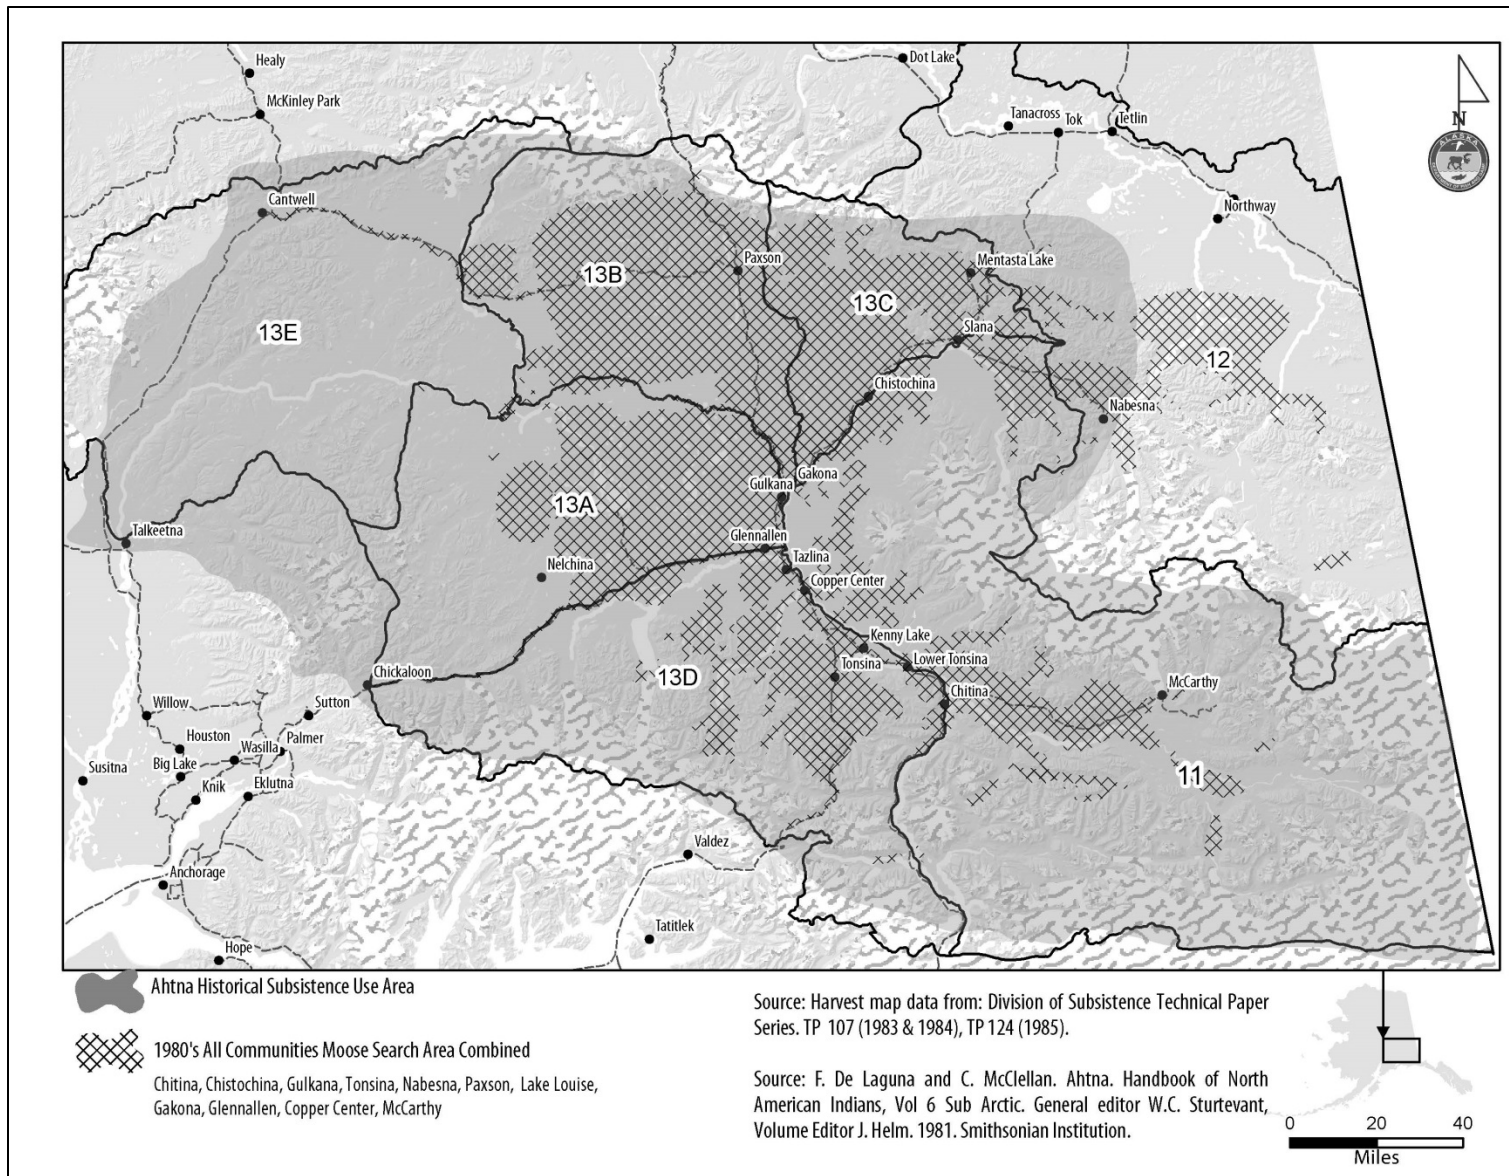 Healy
McKinley Park
Dot Lake
Tanacross
Tok
Tetlin
N
ALASKA
Cantwell
Northway
Paxson
Mentasta Lake
13B
13C
13E
Slana
12
Chistochina
Nabesna
Gakona
Gulkana
13A
Talkeetna
Glennallen
Tazlina
Nelchina
Copper Center
Kenny Lake
Lower Tonsina
Tonsina
Chickaloon
13D
McCarthy
Chitina
Willow
Sutton
Houston
Wasilla
Palmer
Big Lake
Susitna
Knik
Eklutna
11
Valdez
Anchorage
Tatitlek
Hope
Ahtna Historical Subsistence Use Area
1980's All Communities Moose Search Area Combined
Chitina, Chistochina, Gulkana, Tonsina, Nabesna, Paxson, Lake Louise,
Gakona, Glennallen, Copper Center, McCarthy
Source: Harvest map data from: Division of Subsistence Technical Paper
Series. TP 107 (1983 & 1984), TP 124 (1985).
Source: F. De Laguna and C. McClellan. Ahtna. Handbook of North
American Indians, Vol 6 Sub Arctic. General editor W.C. Sturtevant,
Volume Editor J. Helm. 1981. Smithsonian Institution.
0 20 40
Miles